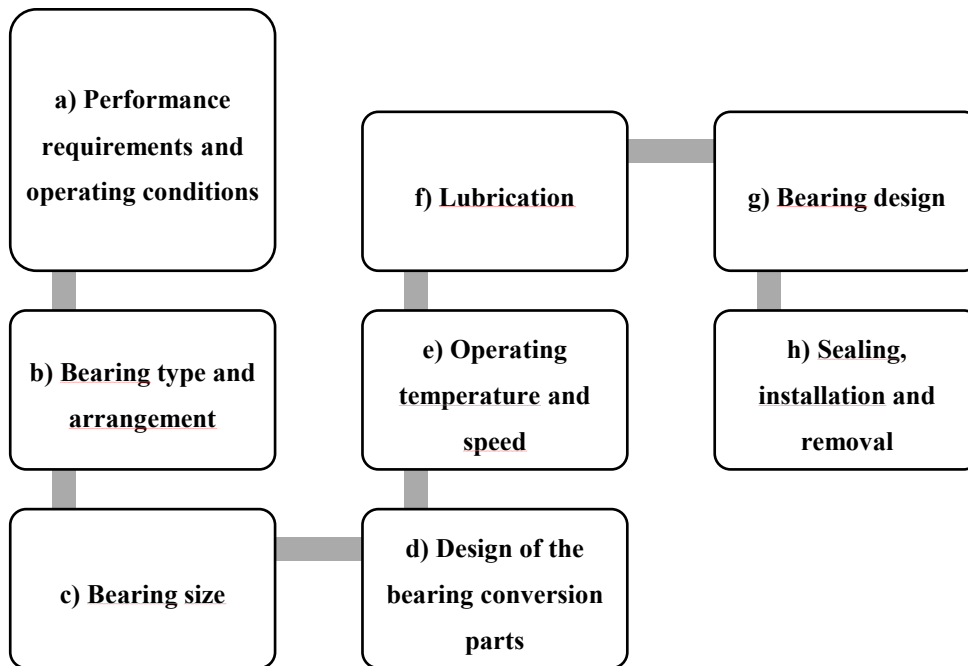 a) Performance
requirements and
operating conditions
b) Bearing type and
arrangement
c) Bearing size
d) Design of the
bearing conversion
parts
e) Operating
temperature and
speed
f) Lubrication
g) Bearing design
h) Sealing,
installation and
removal